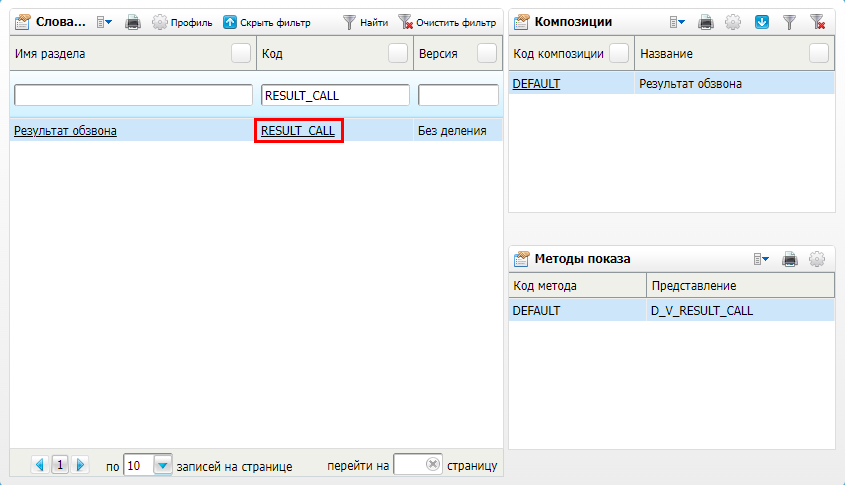 Слова... Профиль Скрыть фильтр Найти Очистить фильтр
Имя раздела Код Версия
RESULT_CALL
Результат обзвона RESULT_CALL Без деления
1 по 10 записей на странице перейти на страницу
Композиции
Код композиции Название
DEFAULT Результат обзвона
Методы показа
Код метода Представление
DEFAULT D_V_RESULT_CALL